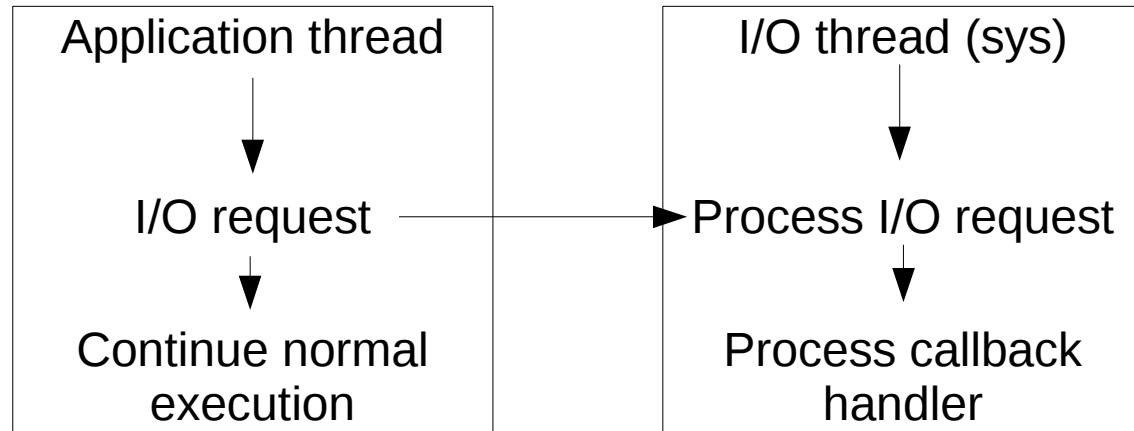 Application thread
I/O request
Continue normal
execution
I/O thread (sys)
Process I/O request
Process callback
handler